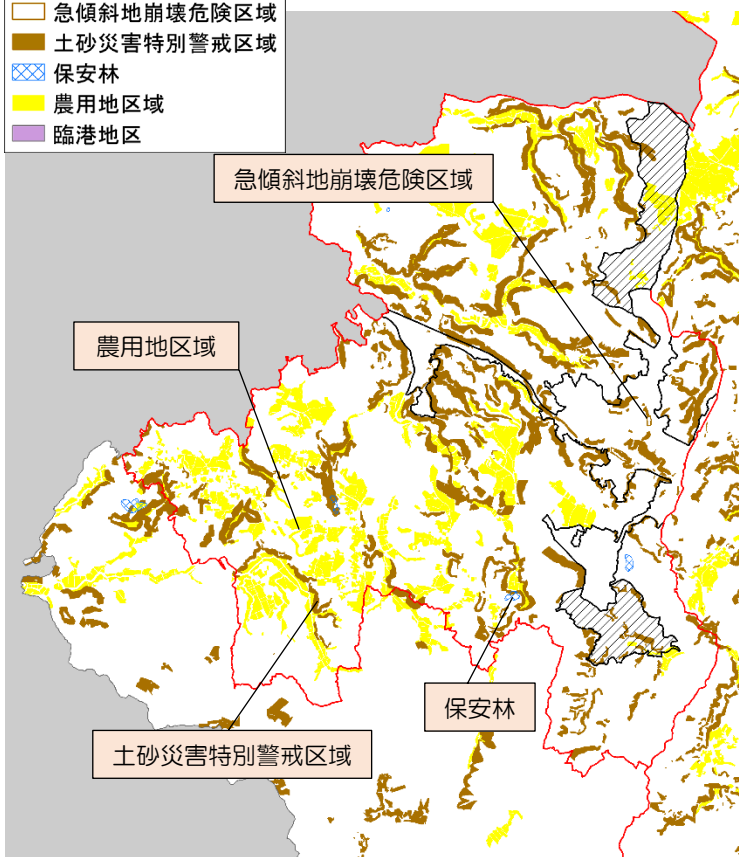 急傾斜地崩壊危険区域
土砂災害特別警戒区域
保安林
農用地区域
臨港地区
急傾斜地崩壊危険区域
農用地区域
保安林
土砂災害特別警戒区域